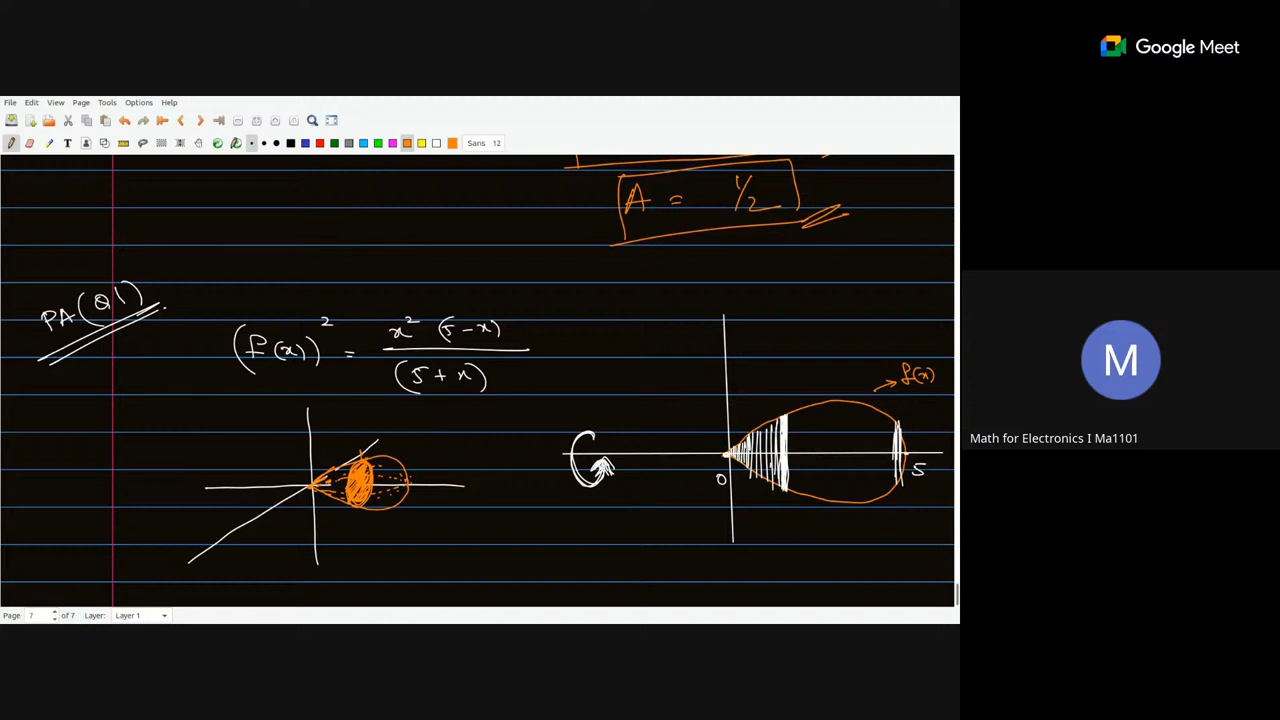 Google Meet
File Edit View Page Tools Options Help
Sans 12
A = 1/2
PA(Q1)
(f(x))² = x² (5-x)
(5+x)
→ f(x)
0
5
M
Math for Electronics I Ma1101
Page 7 of 7 Layer: Layer 1